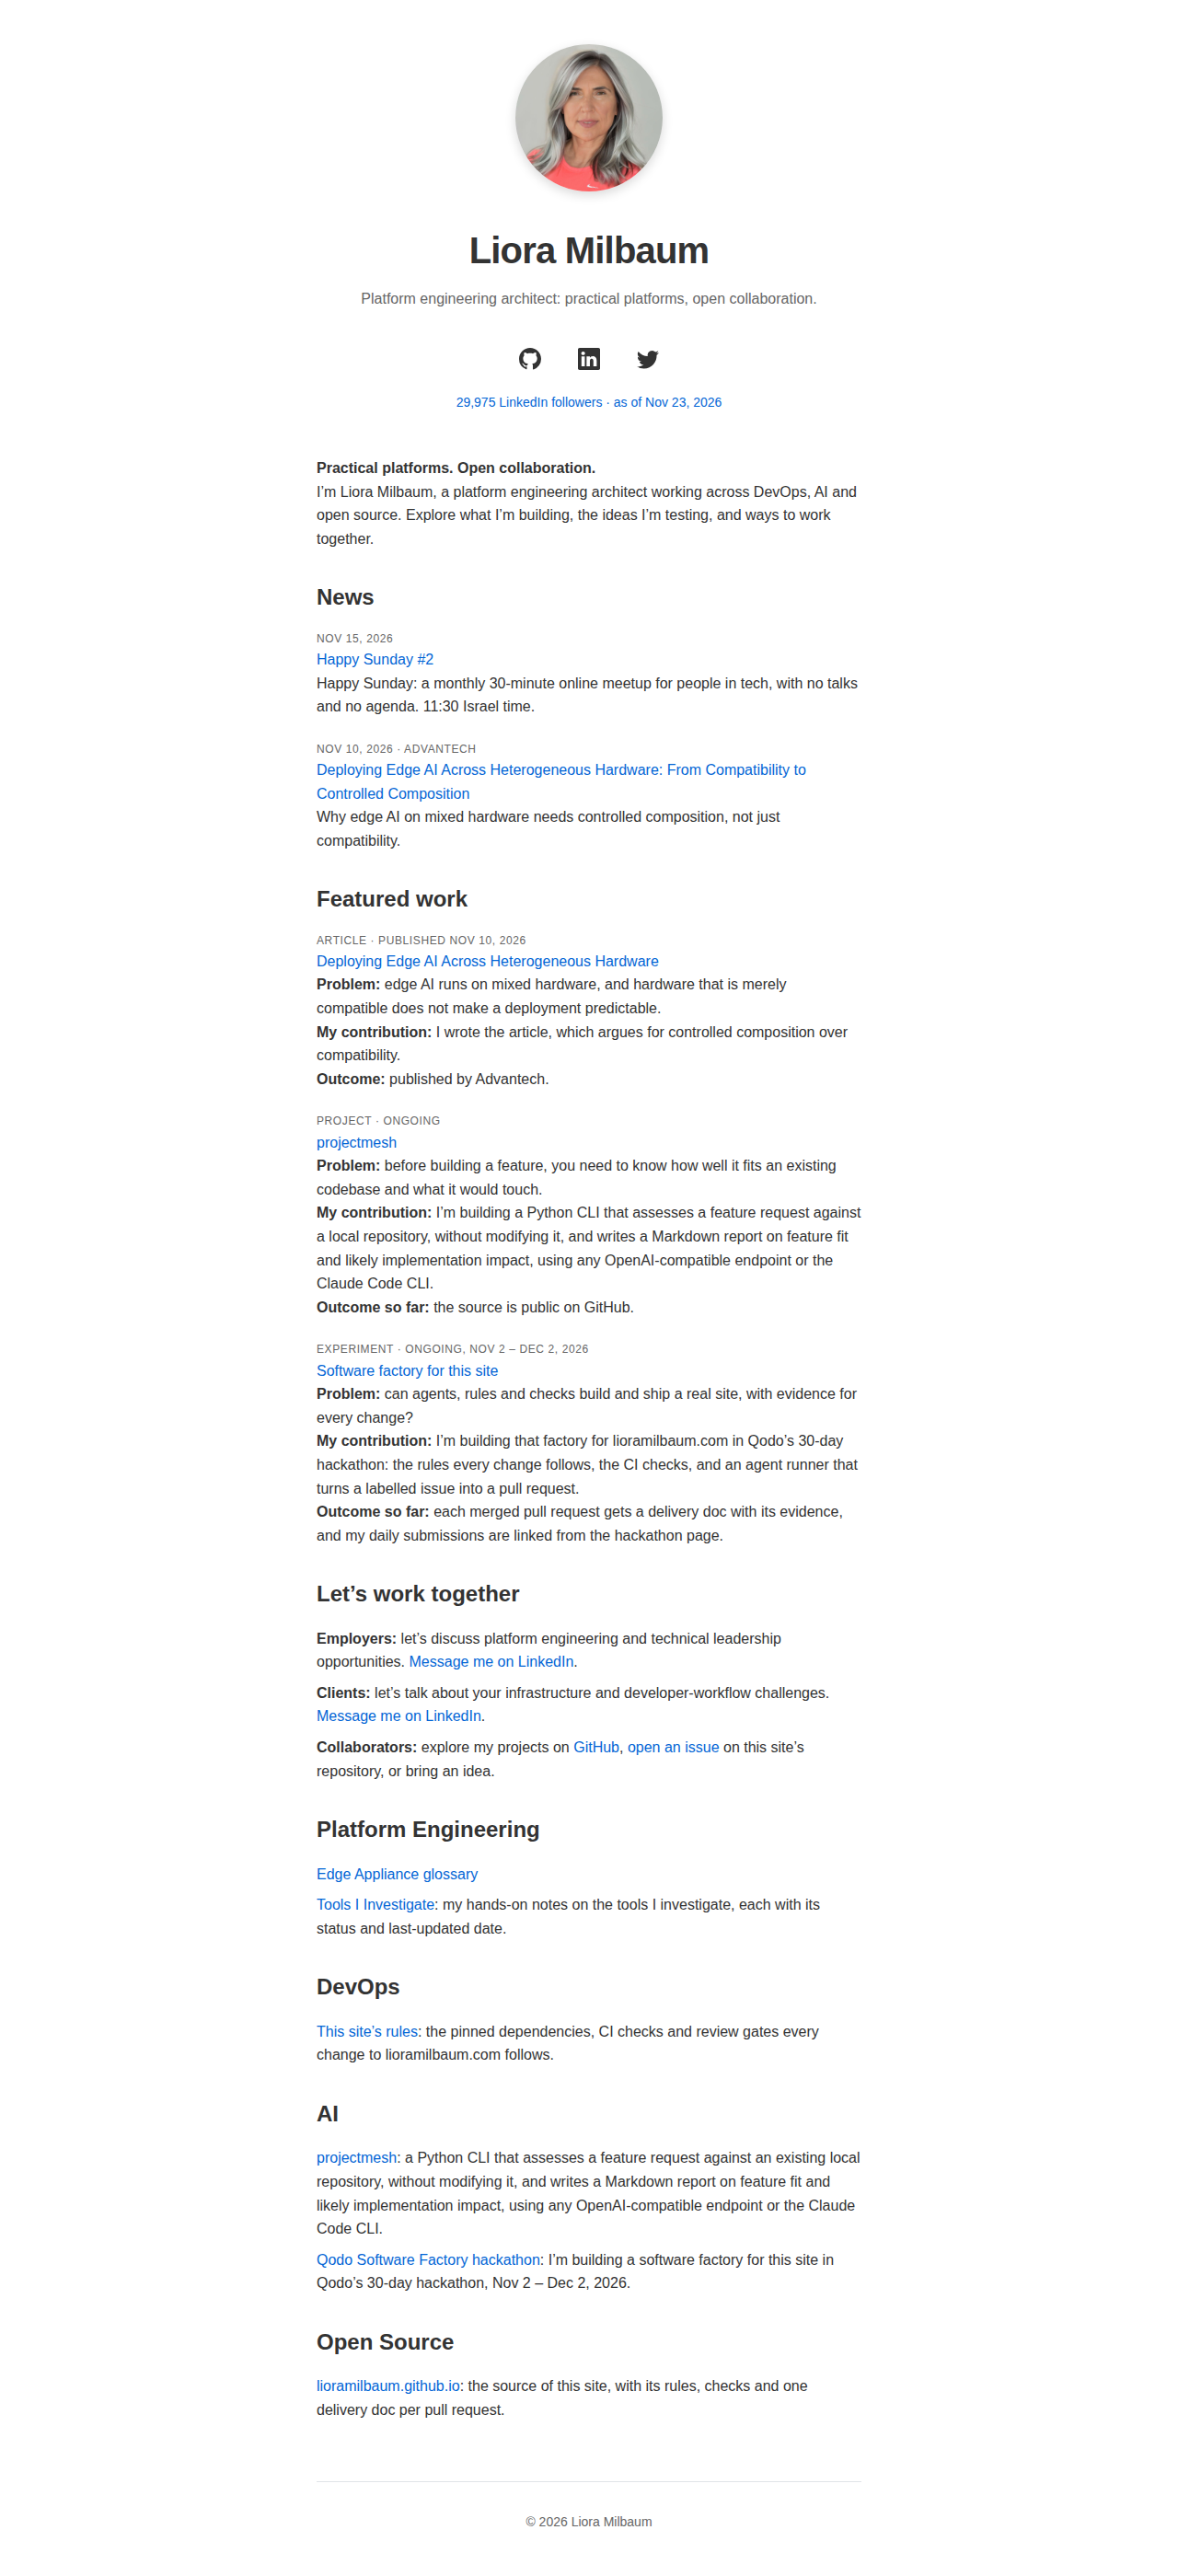 Liora Milbaum
Platform engineering architect: practical platforms, open collaboration.
29,975 LinkedIn followers · as of Nov 23, 2026
Practical platforms. Open collaboration.
I’m Liora Milbaum, a platform engineering architect working across DevOps, AI and
open source. Explore what I’m building, the ideas I’m testing, and ways to work
together.
News
NOV 15, 2026
Happy Sunday #2
Happy Sunday: a monthly 30-minute online meetup for people in tech, with no talks
and no agenda. 11:30 Israel time.
NOV 10, 2026 · ADVANTECH
Deploying Edge AI Across Heterogeneous Hardware: From Compatibility to
Controlled Composition
Why edge AI on mixed hardware needs controlled composition, not just
compatibility.
Featured work
ARTICLE · PUBLISHED NOV 10, 2026
Deploying Edge AI Across Heterogeneous Hardware
Problem: edge AI runs on mixed hardware, and hardware that is merely
compatible does not make a deployment predictable.
My contribution: I wrote the article, which argues for controlled composition over
compatibility.
Outcome: published by Advantech.
PROJECT · ONGOING
projectmesh
Problem: before building a feature, you need to know how well it fits an existing
codebase and what it would touch.
My contribution: I’m building a Python CLI that assesses a feature request against
a local repository, without modifying it, and writes a Markdown report on feature fit
and likely implementation impact, using any OpenAI-compatible endpoint or the
Claude Code CLI.
Outcome so far: the source is public on GitHub.
EXPERIMENT · ONGOING, NOV 2 – DEC 2, 2026
Software factory for this site
Problem: can agents, rules and checks build and ship a real site, with evidence for
every change?
My contribution: I’m building that factory for lioramilbaum.com in Qodo’s 30-day
hackathon: the rules every change follows, the CI checks, and an agent runner that
turns a labelled issue into a pull request.
Outcome so far: each merged pull request gets a delivery doc with its evidence,
and my daily submissions are linked from the hackathon page.
Let’s work together
Employers: let’s discuss platform engineering and technical leadership
opportunities. Message me on LinkedIn.
Clients: let’s talk about your infrastructure and developer-workflow challenges.
Message me on LinkedIn.
Collaborators: explore my projects on GitHub, open an issue on this site’s
repository, or bring an idea.
Platform Engineering
Edge Appliance glossary
Tools I Investigate: my hands-on notes on the tools I investigate, each with its
status and last-updated date.
DevOps
This site’s rules: the pinned dependencies, CI checks and review gates every
change to lioramilbaum.com follows.
AI
projectmesh: a Python CLI that assesses a feature request against an existing local
repository, without modifying it, and writes a Markdown report on feature fit and
likely implementation impact, using any OpenAI-compatible endpoint or the Claude
Code CLI.
Qodo Software Factory hackathon: I’m building a software factory for this site in
Qodo’s 30-day hackathon, Nov 2 – Dec 2, 2026.
Open Source
lioramilbaum.github.io: the source of this site, with its rules, checks and one
delivery doc per pull request.
© 2026 Liora Milbaum